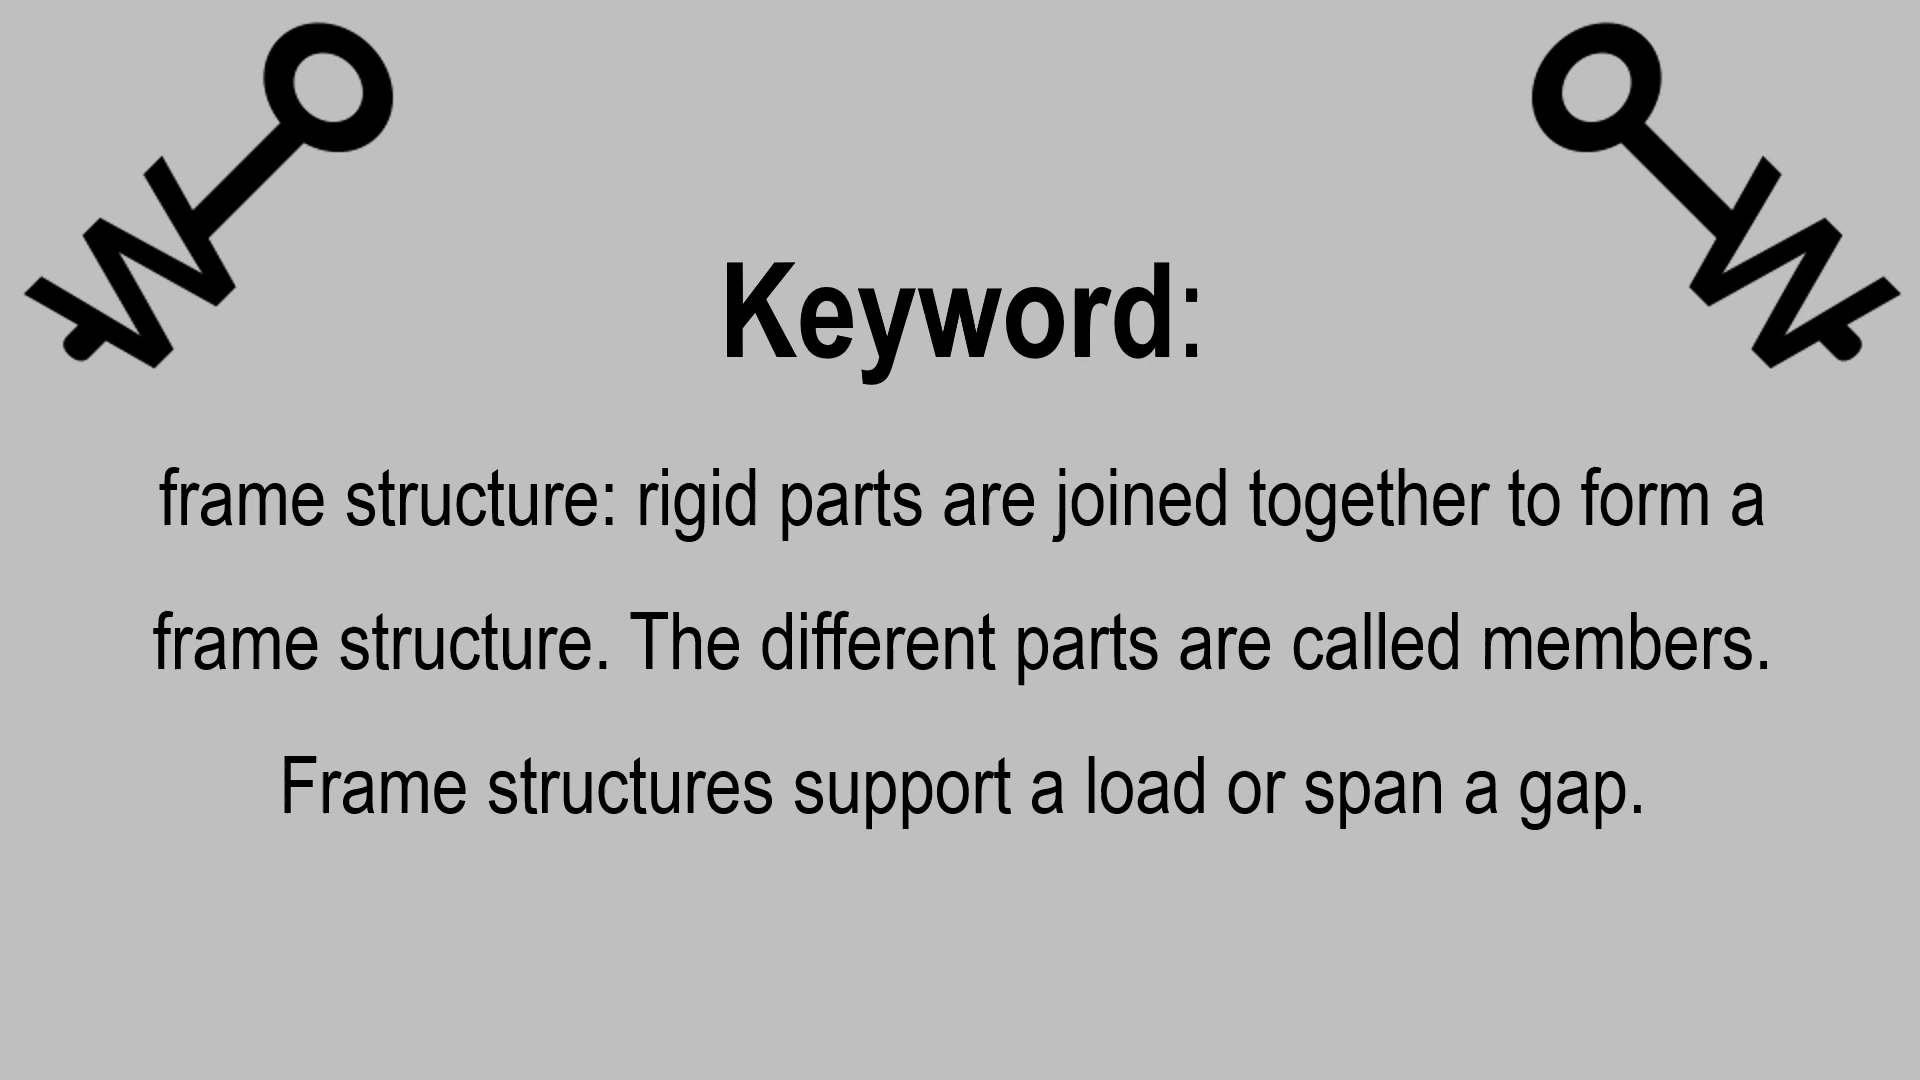 Keyword:
frame structure: rigid parts are joined together to form a
frame structure. The different parts are called members.
Frame structures support a load or span a gap.